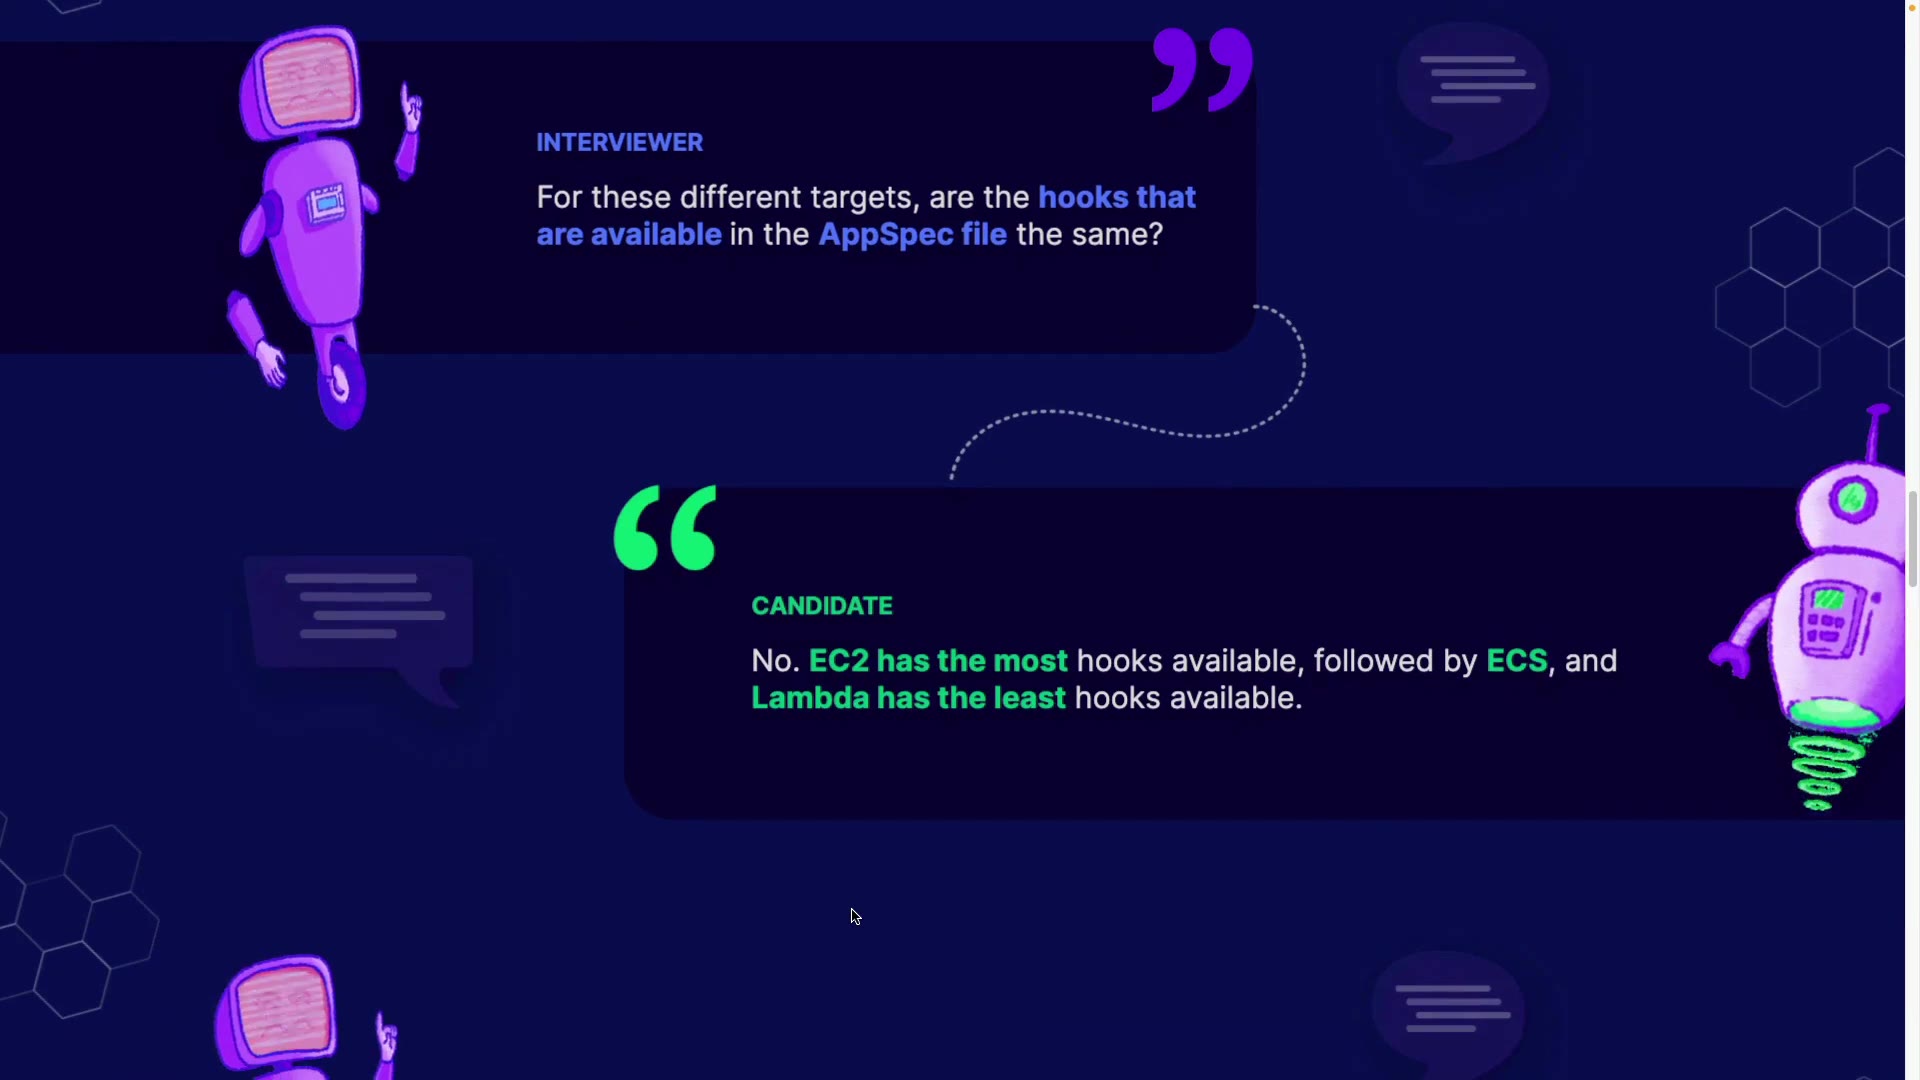 INTERVIEWER
For these different targets, are the hooks that
are available in the AppSpec file the same?
CANDIDATE
No. EC2 has the most hooks available, followed by ECS, and
Lambda has the least hooks available.